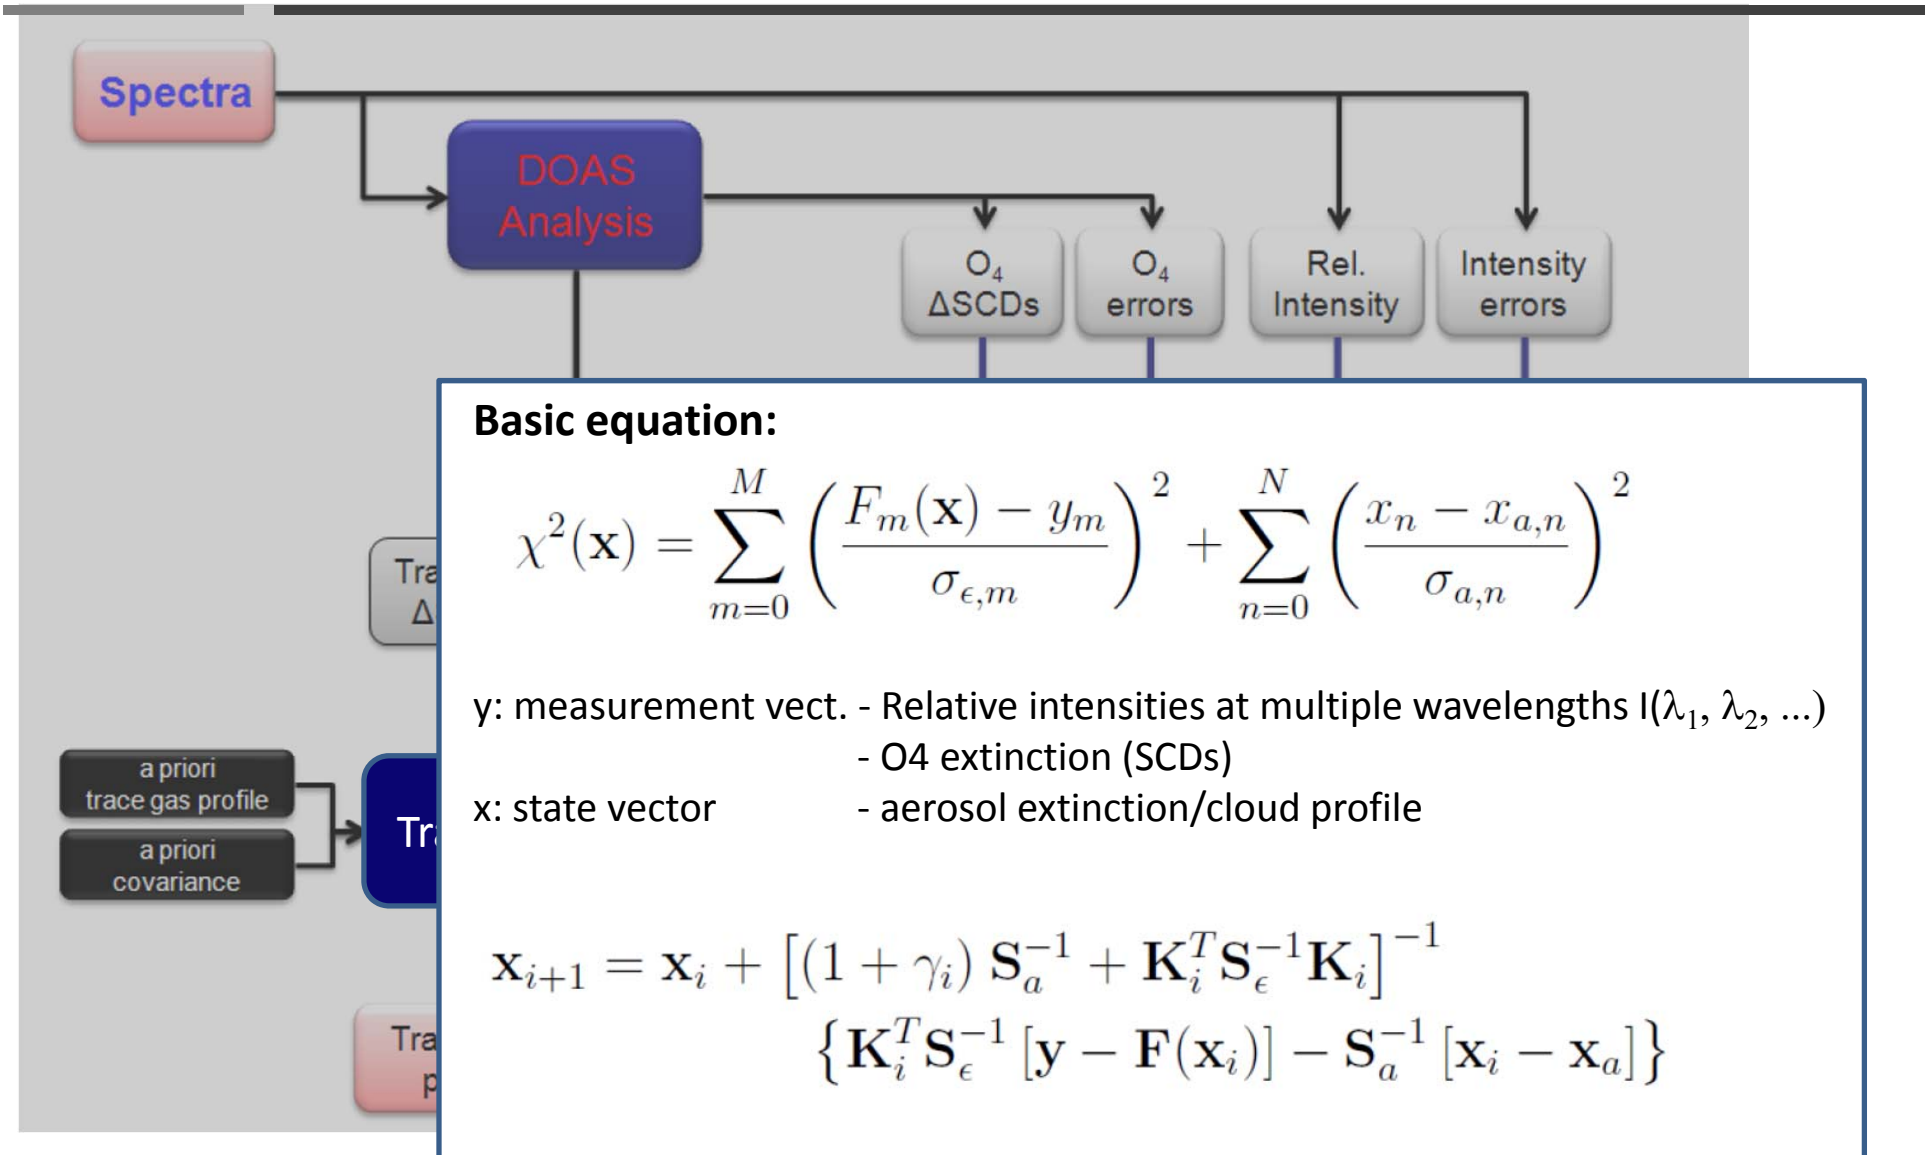 Spectra
DOAS
Analysis
O₄
ΔSCDs
O₄
errors
Rel.
Intensity
Intensity
errors
Basic equation:
χ²(x) = ∑_{m=0}^{M} ((F_m(x) − y_m) / σ_{ϵ,m})² + ∑_{n=0}^{N} ((x_n − x_{a,n}) / σ_{a,n})²
y: measurement vect. - Relative intensities at multiple wavelengths I(λ₁, λ₂, ...)
- O4 extinction (SCDs)
x: state vector - aerosol extinction/cloud profile
a priori
trace gas profile
a priori
covariance
x_{i+1} = x_i + [(1 + γ_i) S_a^{−1} + K_i^T S_ϵ^{−1} K_i]^{−1}
{K_i^T S_ϵ^{−1} [y − F(x_i)] − S_a^{−1} [x_i − x_a]}